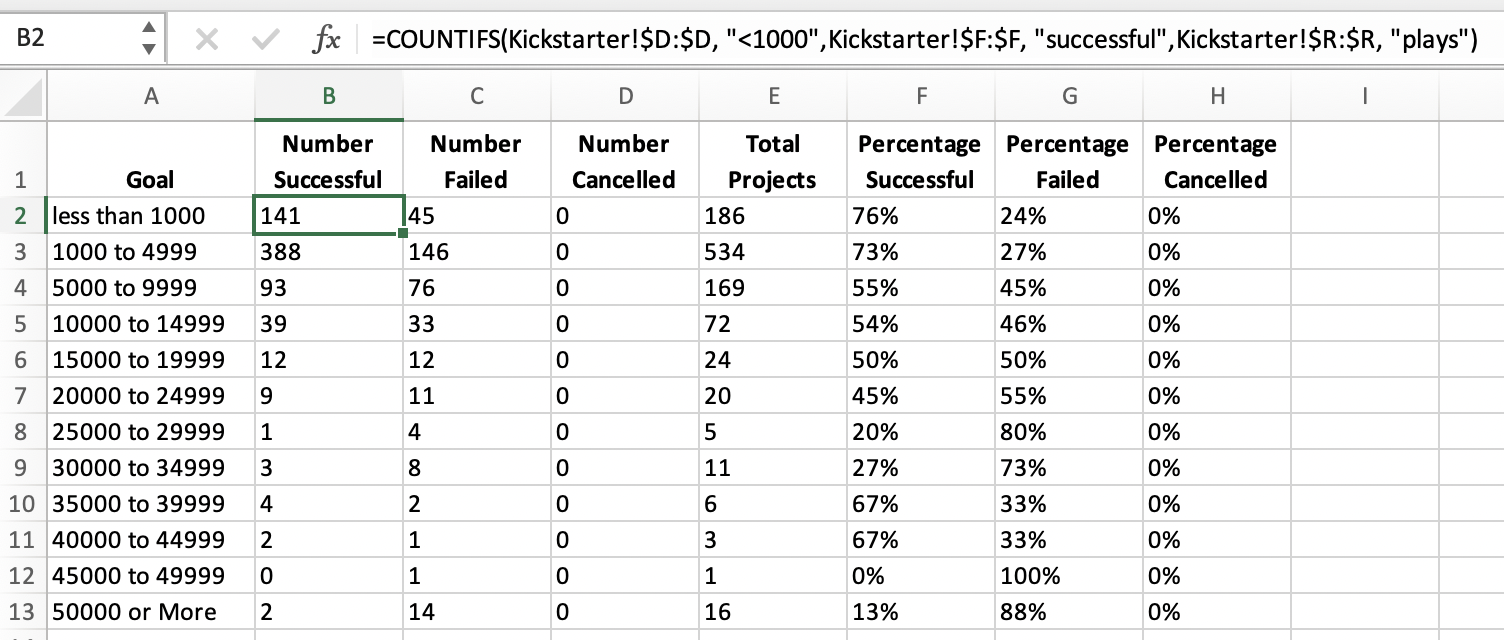 B2 fx =COUNTIFS(Kickstarter!$D:$D, "<1000",Kickstarter!$F:$F, "successful",Kickstarter!$R:$R, "plays")
A B C D E F G H I
1 Goal Number Successful Number Failed Number Cancelled Total Projects Percentage Successful Percentage Failed Percentage Cancelled
2 less than 1000 141 45 0 186 76% 24% 0%
3 1000 to 4999 388 146 0 534 73% 27% 0%
4 5000 to 9999 93 76 0 169 55% 45% 0%
5 10000 to 14999 39 33 0 72 54% 46% 0%
6 15000 to 19999 12 12 0 24 50% 50% 0%
7 20000 to 24999 9 11 0 20 45% 55% 0%
8 25000 to 29999 1 4 0 5 20% 80% 0%
9 30000 to 34999 3 8 0 11 27% 73% 0%
10 35000 to 39999 4 2 0 6 67% 33% 0%
11 40000 to 44999 2 1 0 3 67% 33% 0%
12 45000 to 49999 0 1 0 1 0% 100% 0%
13 50000 or More 2 14 0 16 13% 88% 0%